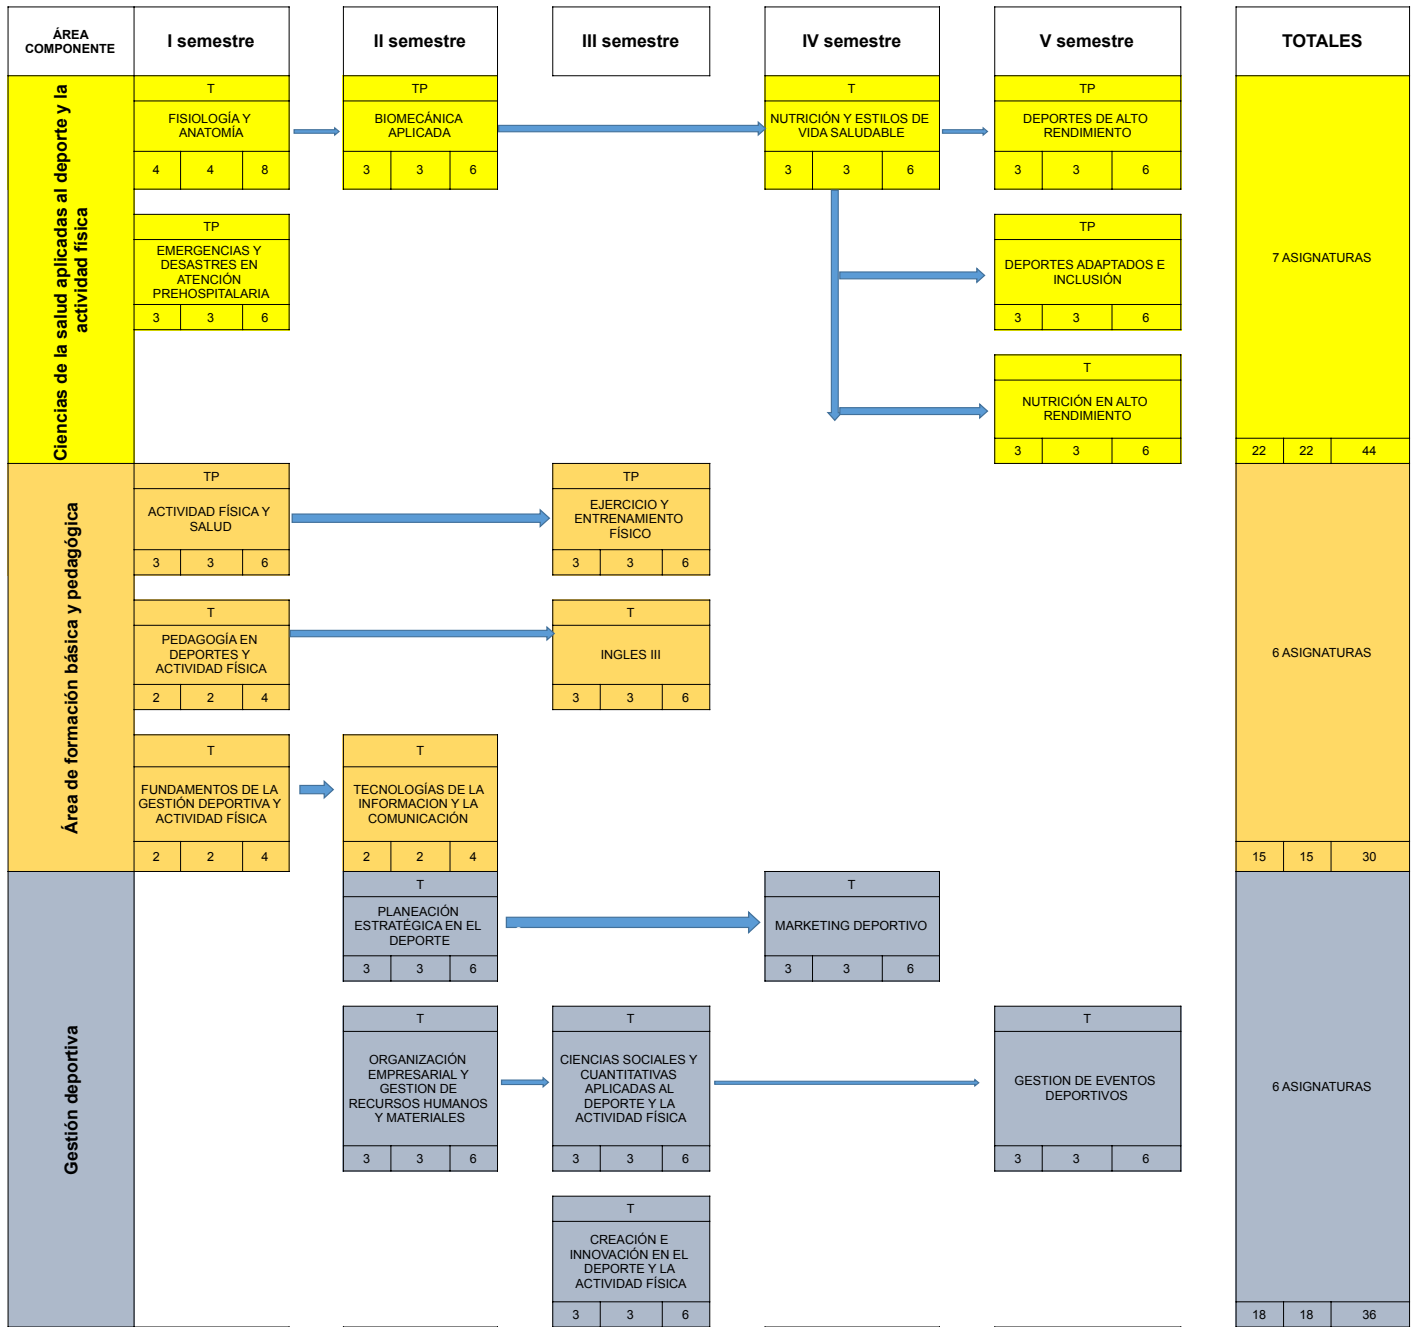 ÁREA
COMPONENTE
I semestre
II semestre
III semestre
IV semestre
V semestre
TOTALES
Ciencias de la salud aplicadas al deporte y la
actividad física
T
FISIOLOGÍA Y
ANATOMÍA
4 4 8
TP
BIOMECÁNICA
APLICADA
3 3 6
T
NUTRICIÓN Y ESTILOS DE
VIDA SALUDABLE
3 3 6
TP
DEPORTES DE ALTO
RENDIMIENTO
3 3 6
TP
EMERGENCIAS Y
DESASTRES EN
ATENCIÓN
PREHOSPITALARIA
3 3 6
TP
DEPORTES ADAPTADOS E
INCLUSIÓN
3 3 6
T
NUTRICIÓN EN ALTO
RENDIMIENTO
3 3 6
7 ASIGNATURAS
22 22 44
Área de formación básica y pedagógica
TP
ACTIVIDAD FÍSICA Y
SALUD
3 3 6
TP
EJERCICIO Y
ENTRENAMIENTO
FÍSICO
3 3 6
T
PEDAGOGÍA EN
DEPORTES Y
ACTIVIDAD FÍSICA
2 2 4
T
INGLES III
3 3 6
T
FUNDAMENTOS DE LA
GESTIÓN DEPORTIVA Y
ACTIVIDAD FÍSICA
2 2 4
T
TECNOLOGÍAS DE LA
INFORMACION Y LA
COMUNICACIÓN
2 2 4
6 ASIGNATURAS
15 15 30
Gestión deportiva
T
PLANEACIÓN
ESTRATÉGICA EN EL
DEPORTE
3 3 6
T
MARKETING DEPORTIVO
3 3 6
T
ORGANIZACIÓN
EMPRESARIAL Y
GESTION DE
RECURSOS HUMANOS
Y MATERIALES
3 3 6
T
CIENCIAS SOCIALES Y
CUANTITATIVAS
APLICADAS AL
DEPORTE Y LA
ACTIVIDAD FÍSICA
3 3 6
T
GESTION DE EVENTOS
DEPORTIVOS
3 3 6
T
CREACIÓN E
INNOVACIÓN EN EL
DEPORTE Y LA
ACTIVIDAD FÍSICA
3 3 6
6 ASIGNATURAS
18 18 36